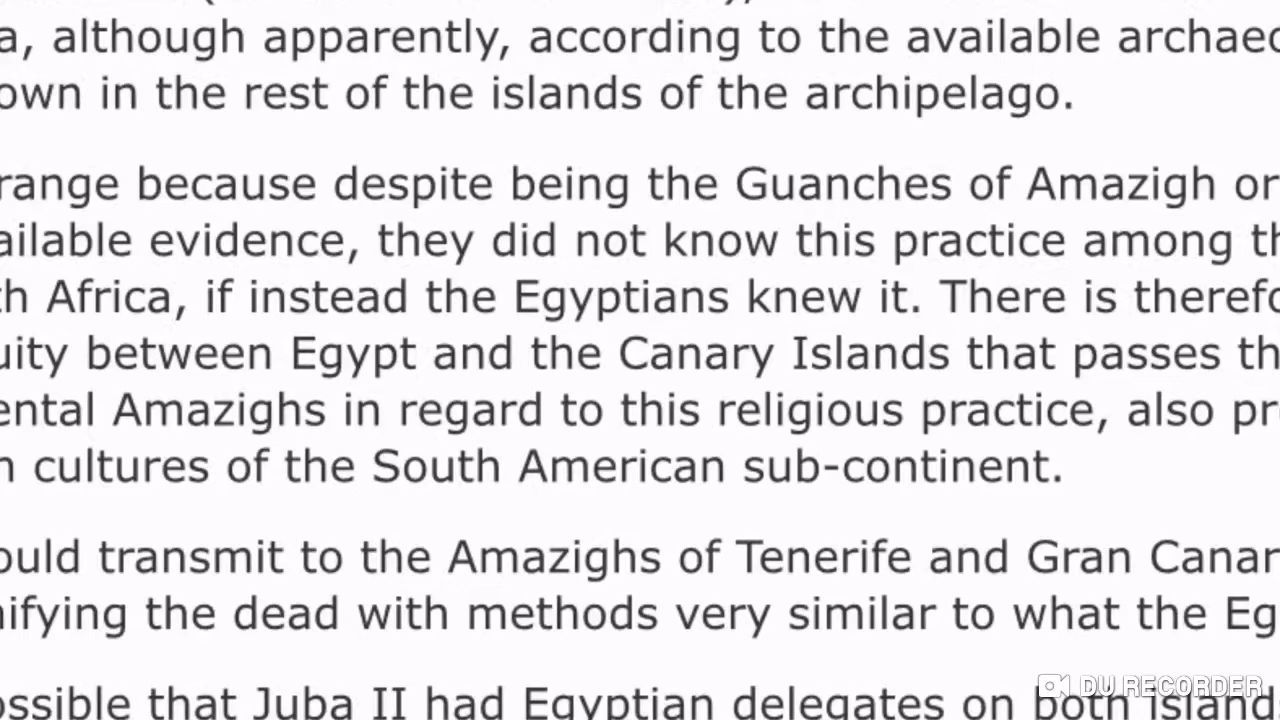 a, although apparently, according to the available archaeo
own in the rest of the islands of the archipelago.
range because despite being the Guanches of Amazigh or
ailable evidence, they did not know this practice among th
th Africa, if instead the Egyptians knew it. There is therefo
uity between Egypt and the Canary Islands that passes th
ental Amazighs in regard to this religious practice, also pr
n cultures of the South American sub-continent.
ould transmit to the Amazighs of Tenerife and Gran Canar
nifying the dead with methods very similar to what the Eg
ossible that Juba II had Egyptian delegates on both island
DU RECORDER